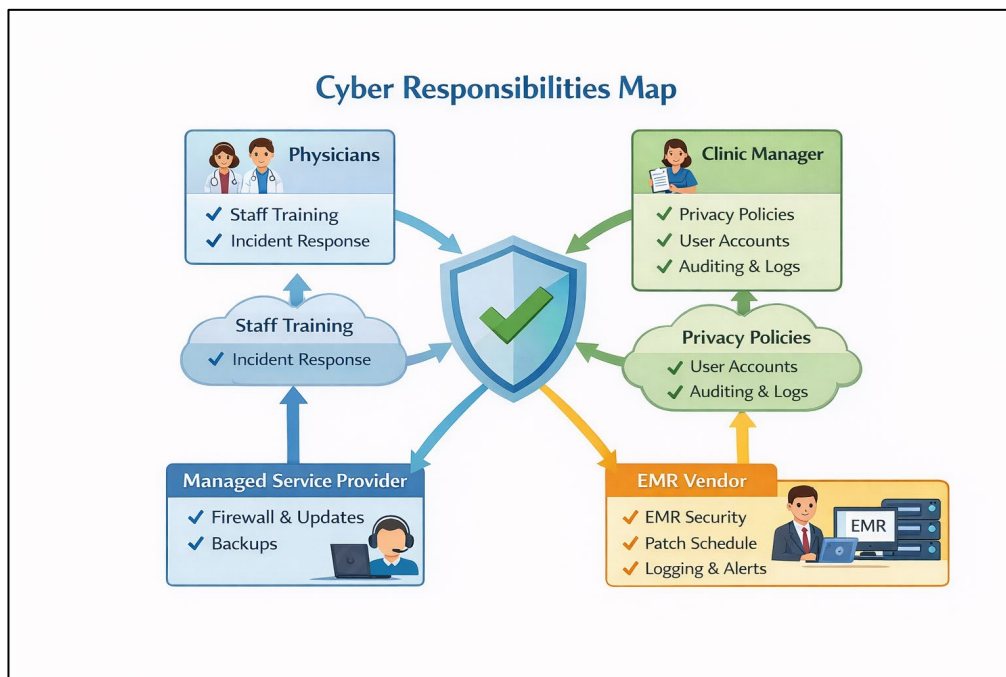 Cyber Responsibilities Map
Physicians
Staff Training
Incident Response
Clinic Manager
Privacy Policies
User Accounts
Auditing & Logs
Staff Training
Incident Response
Privacy Policies
User Accounts
Auditing & Logs
Managed Service Provider
Firewall & Updates
Backups
EMR Vendor
EMR Security
Patch Schedule
Logging & Alerts
EMR